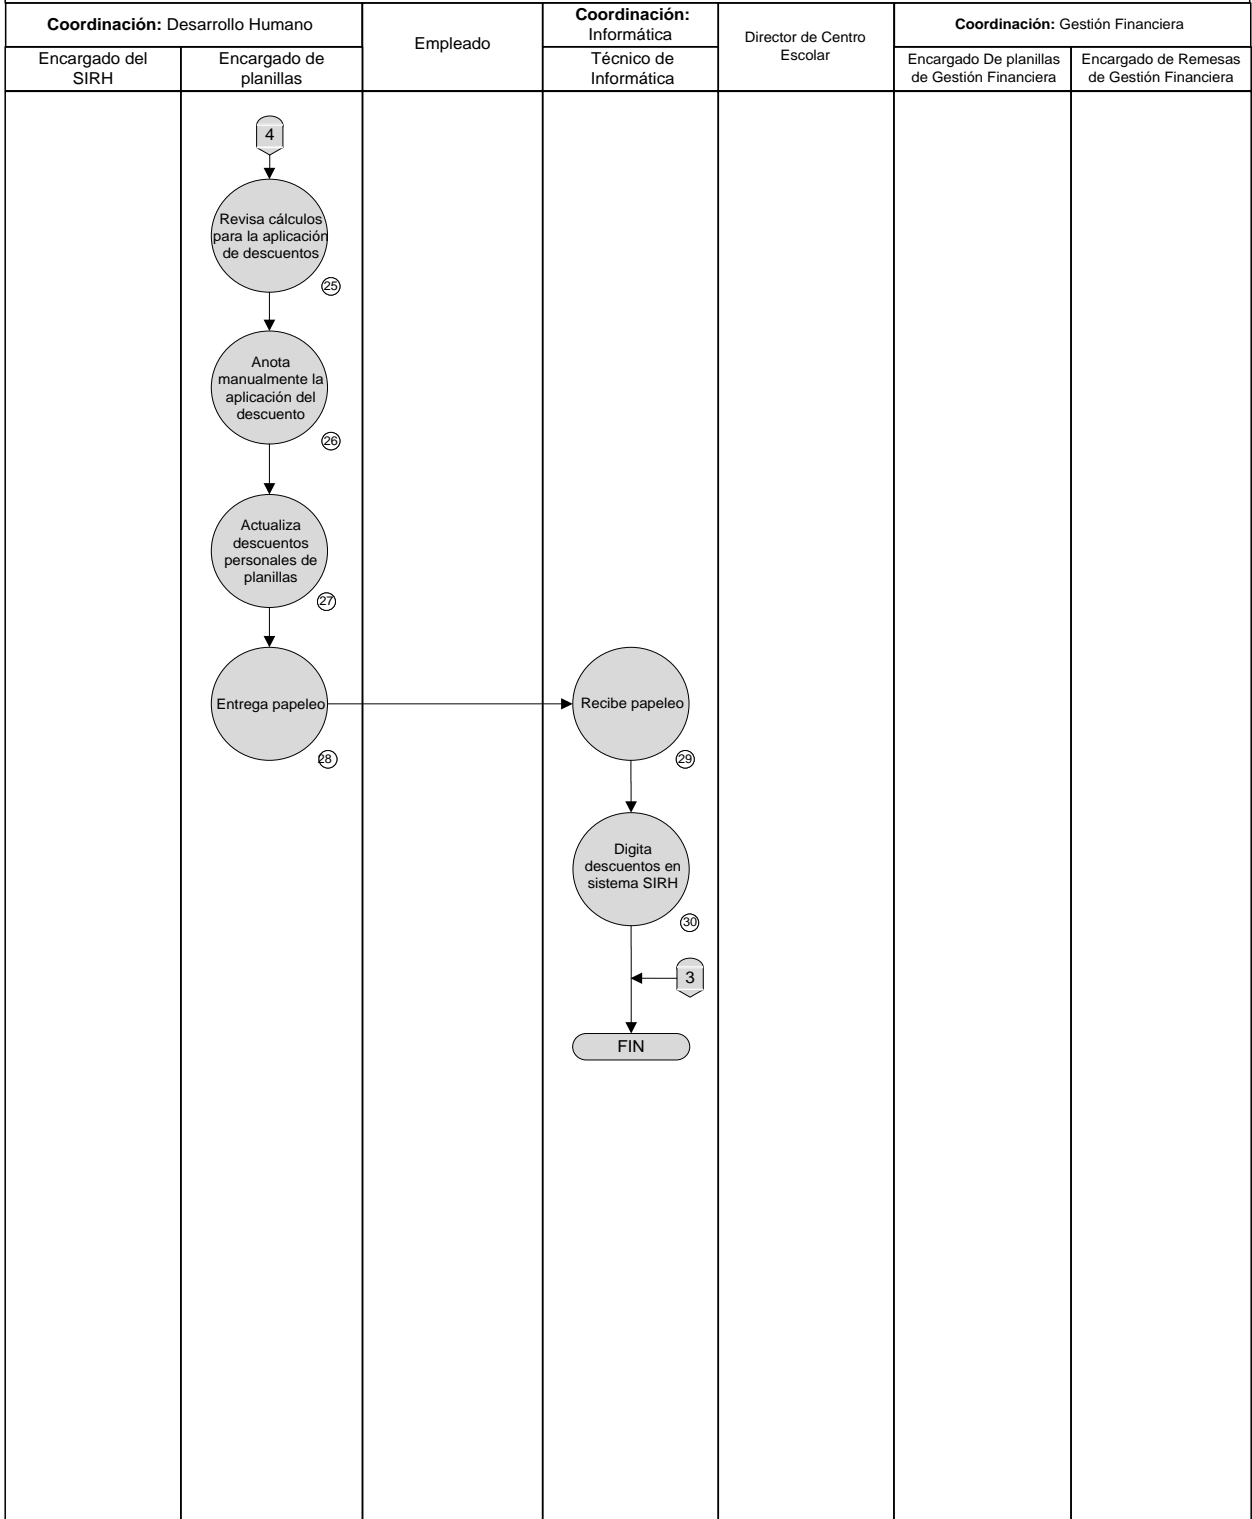 Coordinación: Desarrollo Humano
Empleado
Coordinación:
Informática
Director de Centro
Escolar
Coordinación: Gestión Financiera
Encargado del
SIRH
Encargado de
planillas
Técnico de
Informática
Encargado De planillas
de Gestión Financiera
Encargado de Remesas
de Gestión Financiera
4
Revisa cálculos
para la aplicación
de descuentos
25
Anota
manualmente la
aplicación del
descuento
26
Actualiza
descuentos
personales de
planillas
27
Entrega papeleo
28
Recibe papeleo
29
Digita
descuentos en
sistema SIRH
30
3
FIN